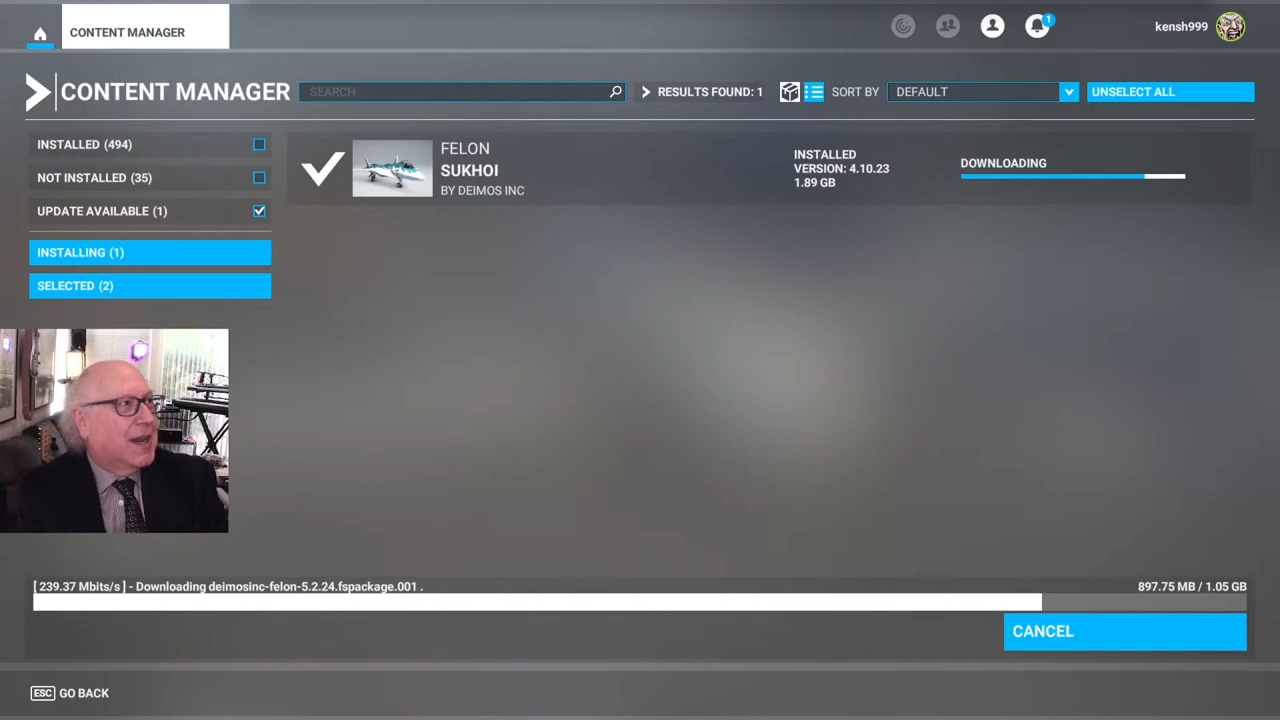 CONTENT MANAGER
1
kensh999
CONTENT MANAGER
SEARCH
RESULTS FOUND: 1
SORT BY
DEFAULT
UNSELECT ALL
INSTALLED (494)
NOT INSTALLED (35)
UPDATE AVAILABLE (1)
INSTALLING (1)
SELECTED (2)
FELON
SUKHOI
BY DEIMOS INC
INSTALLED
VERSION: 4.10.23
1.89 GB
DOWNLOADING
[ 239.37 Mbits/s ] - Downloading deimosinc-felon-5.2.24.fspackage.001 .
897.75 MB / 1.05 GB
CANCEL
ESC GO BACK